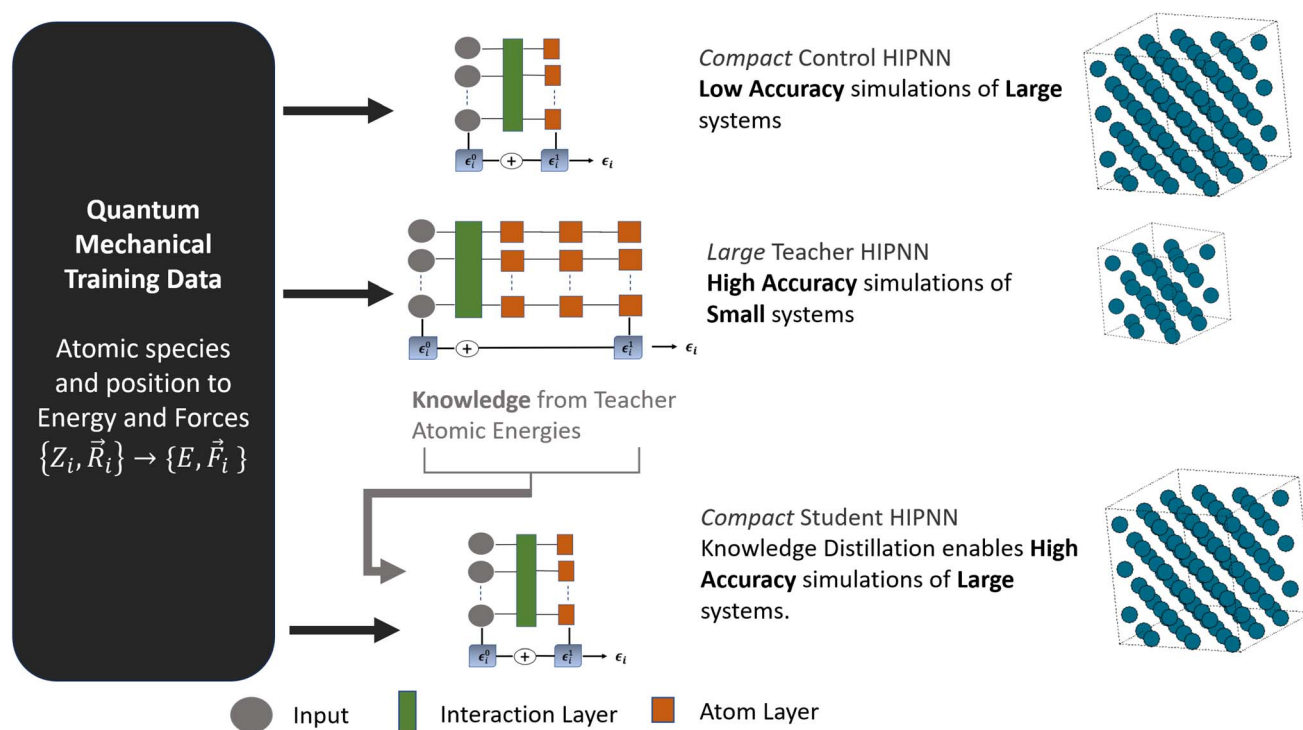 Quantum
Mechanical
Training Data
Atomic species
and position to
Energy and Forces
{Z_i, R⃗_i} → {E, F⃗_i }
ϵ_i^0 + ϵ_i^1 ϵ_i
Compact Control HIPNN
Low Accuracy simulations of Large
systems
ϵ_i^0 + ϵ_i^1 ϵ_i
Large Teacher HIPNN
High Accuracy simulations of
Small systems
Knowledge from Teacher
Atomic Energies
ϵ_i^0 + ϵ_i^1 ϵ_i
Compact Student HIPNN
Knowledge Distillation enables High
Accuracy simulations of Large
systems.
Input Interaction Layer Atom Layer